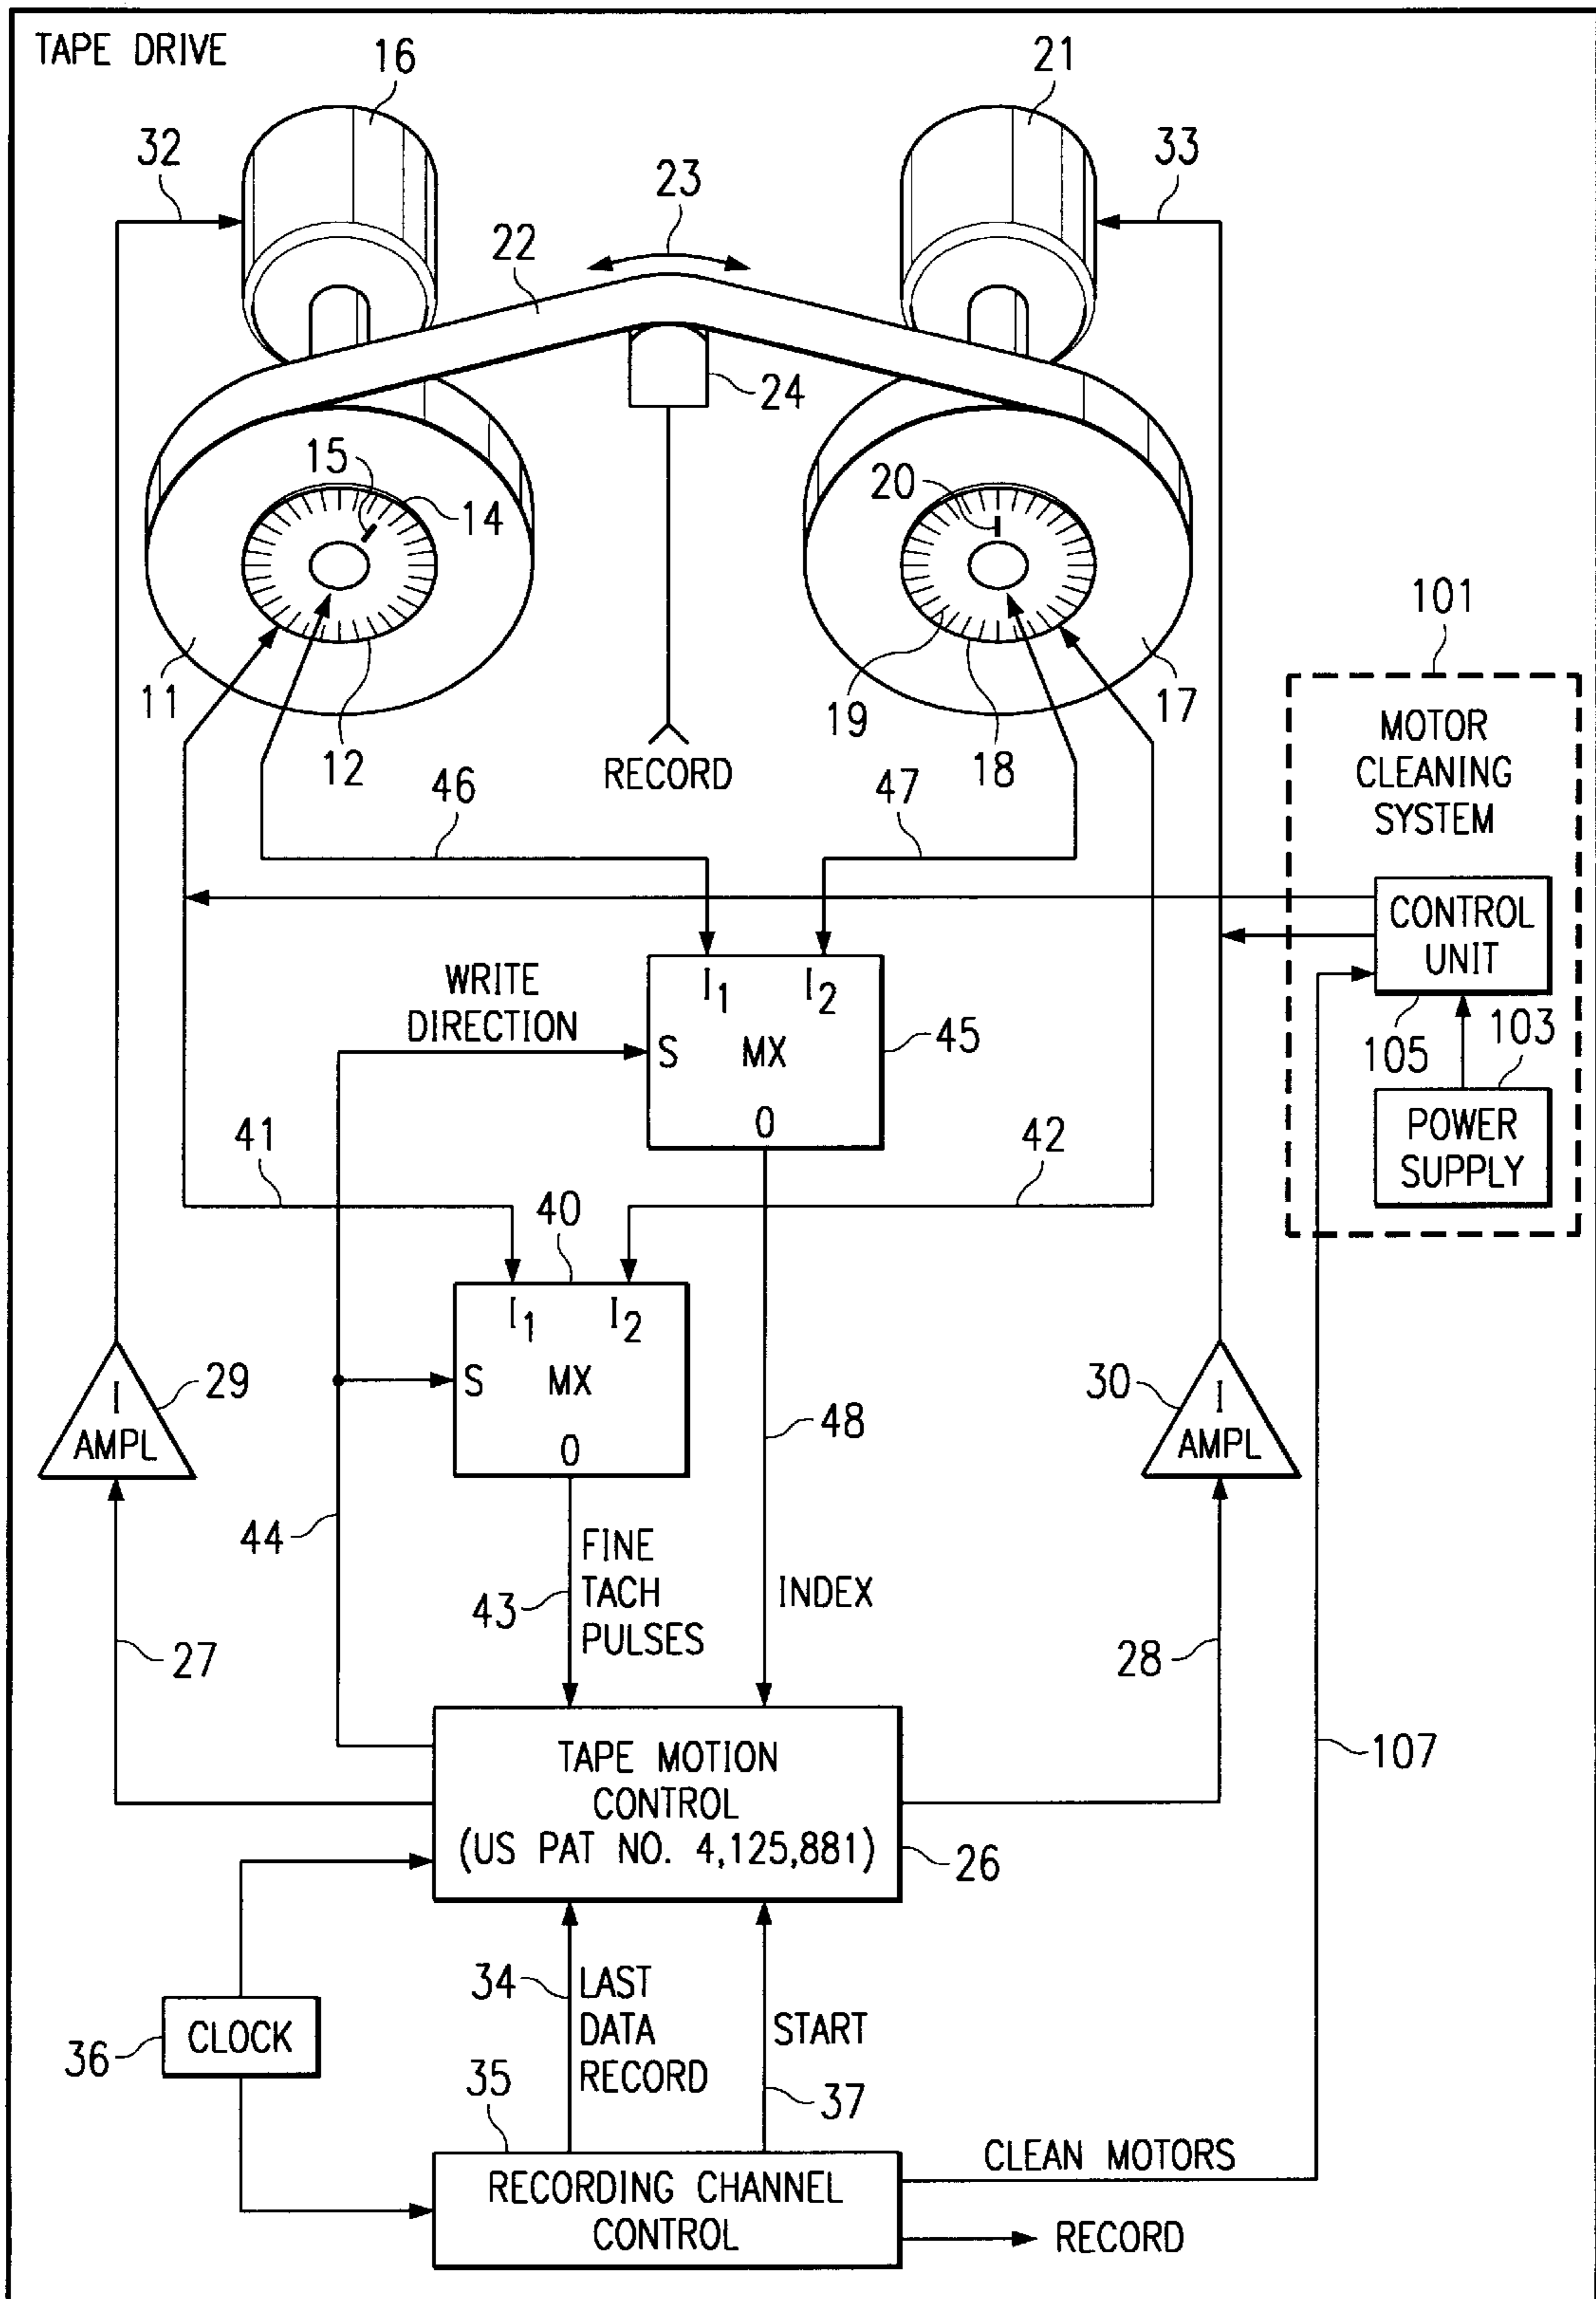 TAPE DRIVE
16
21
32
33
23
22
24
15
14
20
11
12
19
18
17
101
MOTOR
CLEANING
SYSTEM
RECORD
46
47
CONTROL
UNIT
105
103
POWER
SUPPLY
WRITE
DIRECTION
I1 I2
S MX
0
45
41
42
40
I1 I2
S MX
0
29
I
AMPL
30
I
AMPL
48
44
FINE
TACH
PULSES
43
INDEX
27
28
107
TAPE MOTION
CONTROL
(US PAT NO. 4,125,881)
26
34
LAST
DATA
RECORD
START
37
36
CLOCK
35
RECORDING CHANNEL
CONTROL
CLEAN MOTORS
RECORD